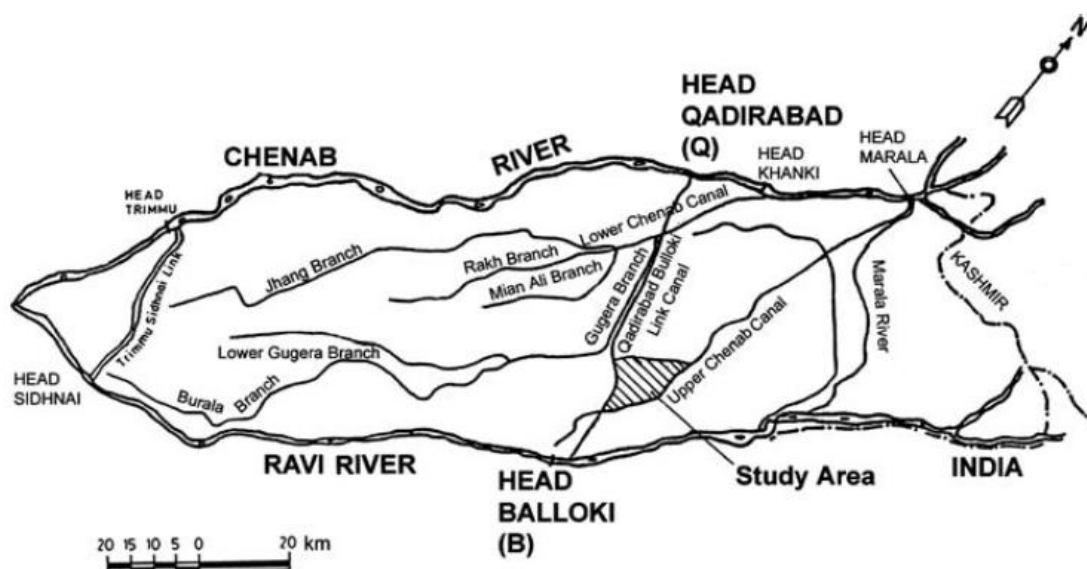 N
HEAD
QADIRABAD
(Q)
HEAD
KHANKI
HEAD
MARALA
CHENAB
RIVER
HEAD
TRIMMU
Lower Chenab Canal
Rakh Branch
Jhang Branch
Mian Ali Branch
Gugera Branch
Qadirabad Bulloki
Link Canal
Marala River
KASHMIR
Trimmu Sidhnai Link
Upper Chenab Canal
Lower Gugera Branch
HEAD
SIDHNAI
Burala Branch
RAVI RIVER
HEAD
BALLOKI
(B)
Study Area
INDIA
20 15 10 5 0 20 km